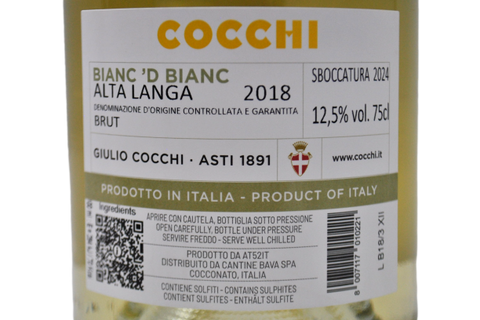 COCCHI
BIANC 'D BIANC
ALTA LANGA 2018
DENOMINAZIONE D'ORIGINE CONTROLLATA E GARANTITA
BRUT
SBOCCATURA 2024
12,5% vol. 75cl
GIULIO COCCHI · ASTI 1891
www.cocchi.it
PRODOTTO IN ITALIA - PRODUCT OF ITALY
Ingredients
APRIRE CON CAUTELA, BOTTIGLIA SOTTO PRESSIONE
OPEN CAREFULLY, BOTTLE UNDER PRESSURE
SERVIRE FREDDO - SERVE WELL CHILLED
PRODOTTO DA AT52IT
DISTRIBUITO DA CANTINE BAVA SPA
COCCONATO, ITALIA
CONTIENE SOLFITI - CONTAINS SULPHITES
CONTIENT SULFITES - ENTHÄLT SULFITE
8 007117 010221
L B18/3 XII